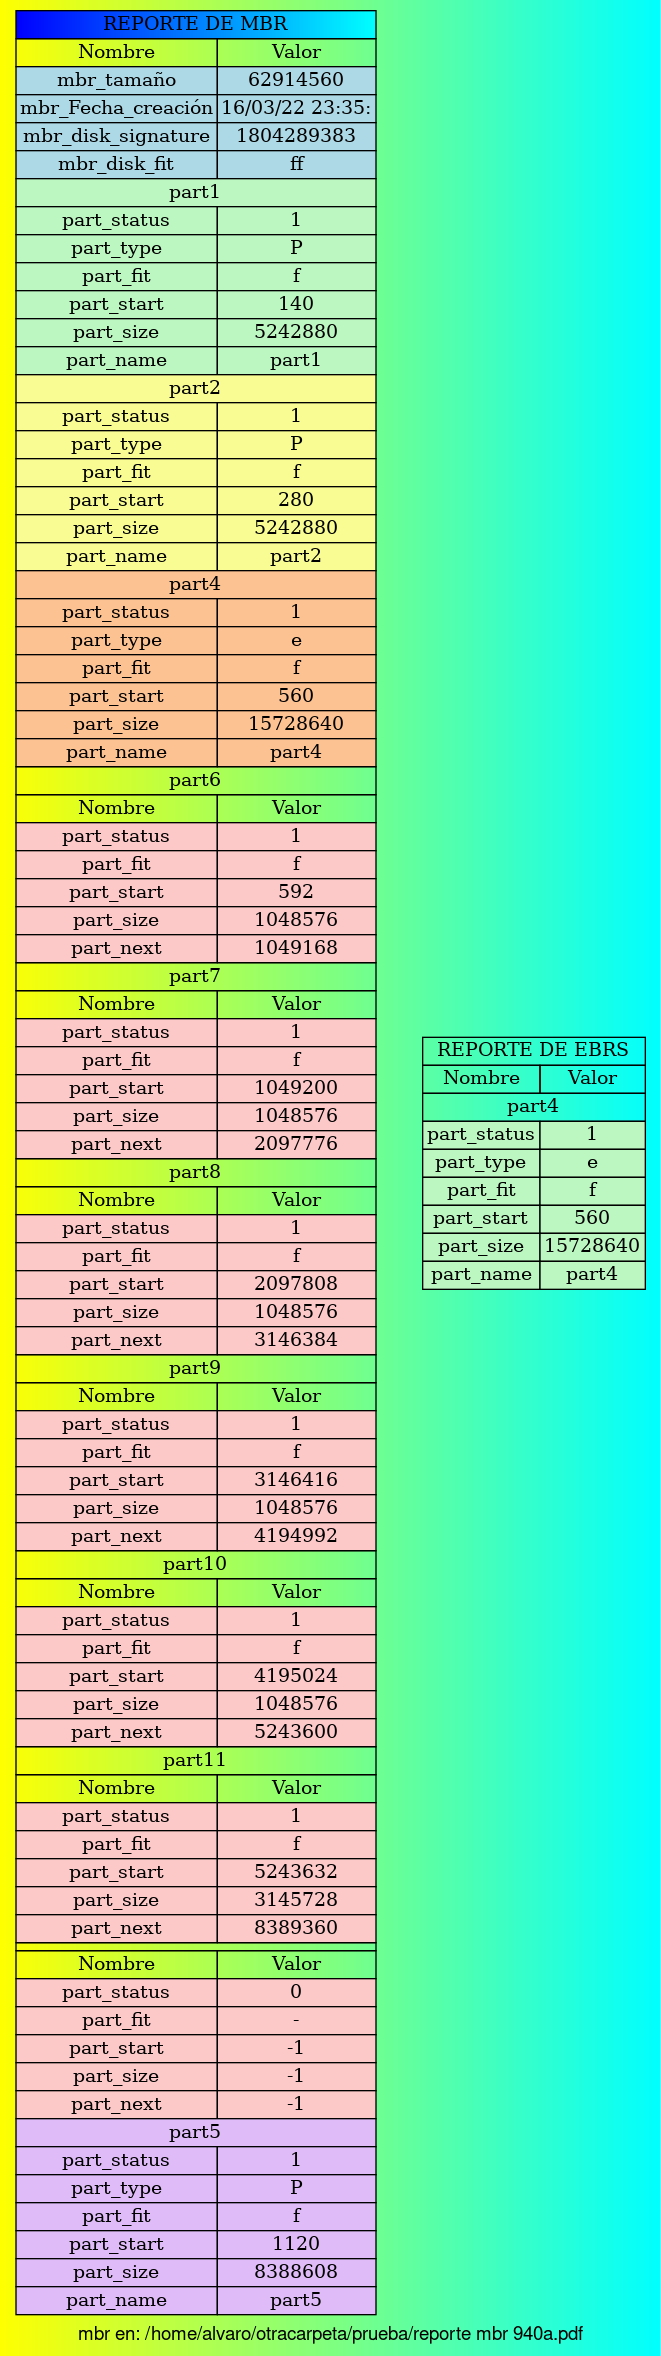 REPORTE DE MBR
Nombre Valor
mbr_tamaño 62914560
mbr_Fecha_creación 16/03/22 23:35:
mbr_disk_signature 1804289383
mbr_disk_fit ff
part1
part_status 1
part_type P
part_fit f
part_start 140
part_size 5242880
part_name part1
part2
part_status 1
part_type P
part_fit f
part_start 280
part_size 5242880
part_name part2
part4
part_status 1
part_type e
part_fit f
part_start 560
part_size 15728640
part_name part4
part6
Nombre Valor
part_status 1
part_fit f
part_start 592
part_size 1048576
part_next 1049168
part7
Nombre Valor
part_status 1
part_fit f
part_start 1049200
part_size 1048576
part_next 2097776
part8
Nombre Valor
part_status 1
part_fit f
part_start 2097808
part_size 1048576
part_next 3146384
part9
Nombre Valor
part_status 1
part_fit f
part_start 3146416
part_size 1048576
part_next 4194992
part10
Nombre Valor
part_status 1
part_fit f
part_start 4195024
part_size 1048576
part_next 5243600
part11
Nombre Valor
part_status 1
part_fit f
part_start 5243632
part_size 3145728
part_next 8389360
Nombre Valor
part_status 0
part_fit -
part_start -1
part_size -1
part_next -1
part5
part_status 1
part_type P
part_fit f
part_start 1120
part_size 8388608
part_name part5
REPORTE DE EBRS
Nombre Valor
part4
part_status 1
part_type e
part_fit f
part_start 560
part_size 15728640
part_name part4
mbr en: /home/alvaro/otracarpeta/prueba/reporte mbr 940a.pdf